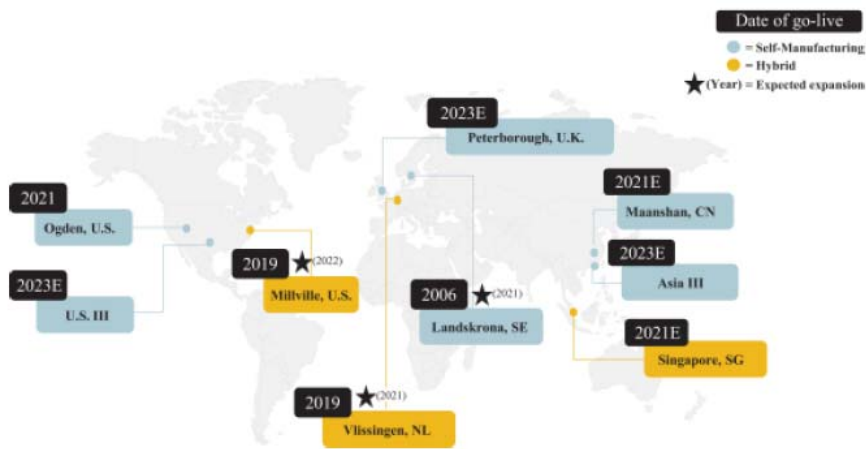 Date of go-live
= Self-Manufacturing
= Hybrid
(Year) = Expected expansion
2023E
Peterborough, U.K.
2021
Ogden, U.S.
2021E
Maanshan, CN
2019
(2022)
Millville, U.S.
2023E
U.S. III
2006
(2021)
Landskrona, SE
2023E
Asia III
2021E
Singapore, SG
2019
(2021)
Vlissingen, NL